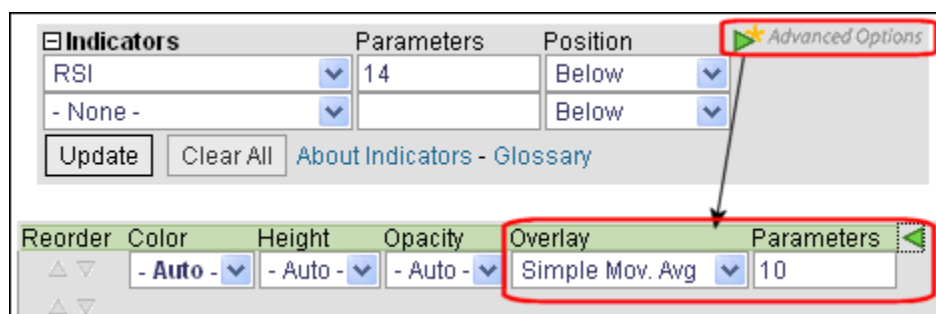 Indicators Parameters Position Advanced Options
RSI 14 Below
- None - Below
Update Clear All About Indicators - Glossary
Reorder Color Height Opacity Overlay Parameters
- Auto - - Auto - - Auto - Simple Mov. Avg 10